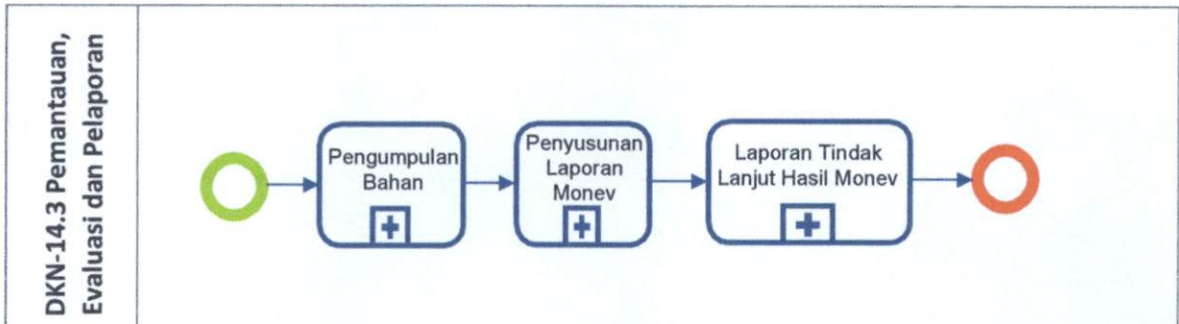 DKN-14.3 Pemantauan,
Evaluasi dan Pelaporan
Pengumpulan
Bahan
Penyusunan
Laporan
Monev
Laporan Tindak
Lanjut Hasil Monev